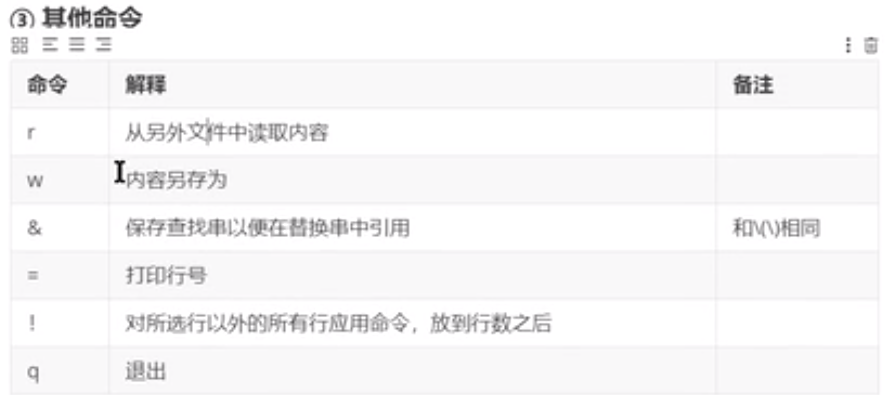 ③ 其他命令
命令 解释 备注
r 从另外文件中读取内容
w 内容另存为
& 保存查找串以便在替换串中引用 和\(\)相同
= 打印行号
! 对所选行以外的所有行应用命令，放到行数之后
q 退出